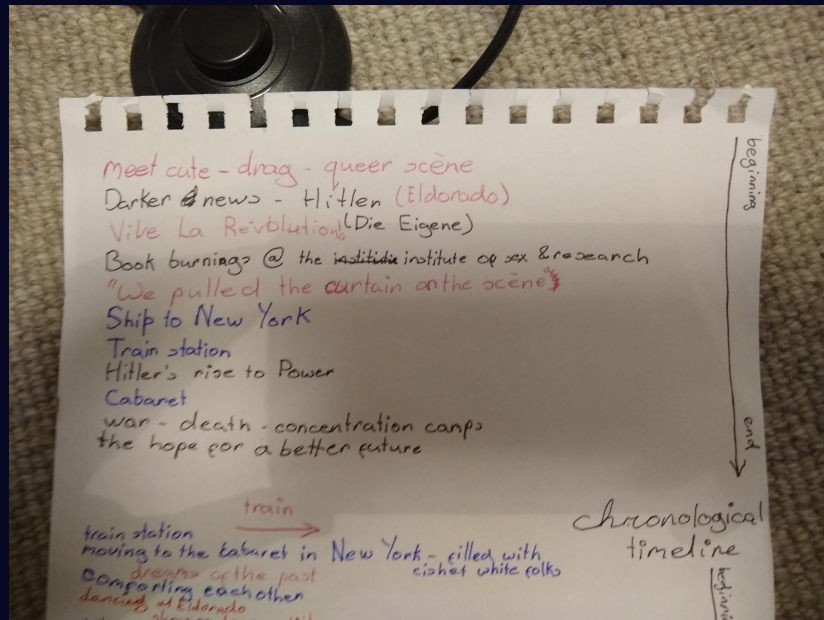 meet cute - drag - queer scène
Darker news - Hitler (Eldorado)
Vive La Révolution! (Die Eigene)
Book burnings @ the institute of sex & research
"We pulled the curtain on the scène"
Ship to New York
Train station
Hitler's rise to Power
Cabaret
war - death - concentration camps
the hope for a better future
beginning
end
chronological
timeline
train
train station
moving to the Cabaret in New York - filled with
cishet white folks
dreams of the past
comforting each other
dancing at Eldorado